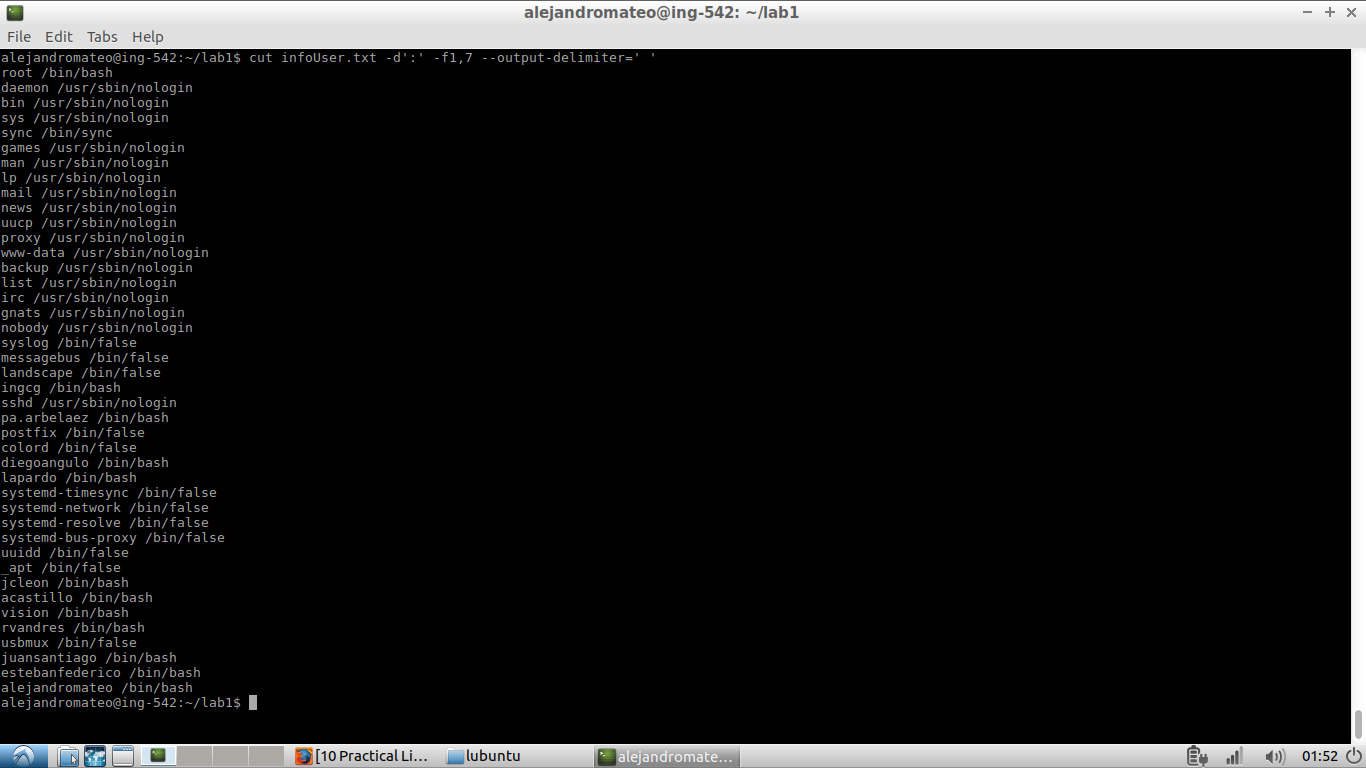 alejandromateo@ing-542: ~/lab1
File Edit Tabs Help
alejandromateo@ing-542:~/lab1$ cut infoUser.txt -d':' -f1,7 --output-delimiter=' '
root /bin/bash
daemon /usr/sbin/nologin
bin /usr/sbin/nologin
sys /usr/sbin/nologin
sync /bin/sync
games /usr/sbin/nologin
man /usr/sbin/nologin
lp /usr/sbin/nologin
mail /usr/sbin/nologin
news /usr/sbin/nologin
uucp /usr/sbin/nologin
proxy /usr/sbin/nologin
www-data /usr/sbin/nologin
backup /usr/sbin/nologin
list /usr/sbin/nologin
irc /usr/sbin/nologin
gnats /usr/sbin/nologin
nobody /usr/sbin/nologin
syslog /bin/false
messagebus /bin/false
landscape /bin/false
ingcg /bin/bash
sshd /usr/sbin/nologin
pa.arbelaez /bin/bash
postfix /bin/false
colord /bin/false
diegoangulo /bin/bash
lapardo /bin/bash
systemd-timesync /bin/false
systemd-network /bin/false
systemd-resolve /bin/false
systemd-bus-proxy /bin/false
uuidd /bin/false
_apt /bin/false
jcleon /bin/bash
acastillo /bin/bash
vision /bin/bash
rvandres /bin/bash
usbmux /bin/false
juansantiago /bin/bash
estebanfederico /bin/bash
alejandromateo /bin/bash
alejandromateo@ing-542:~/lab1$
[10 Practical Li... lubuntu alejandromate... 01:52